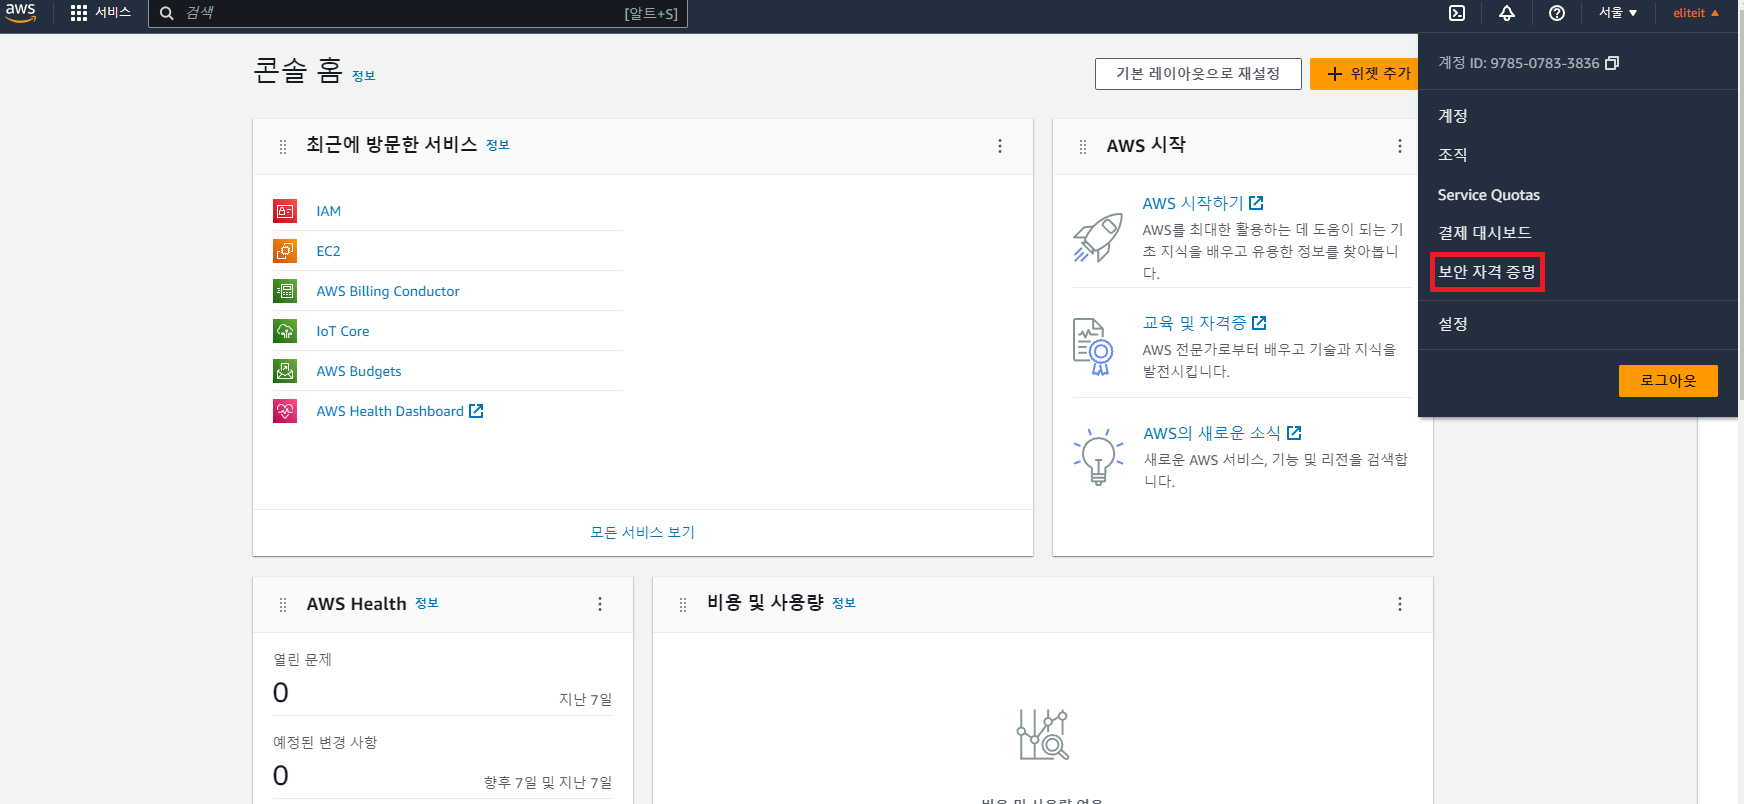 aws
서비스
검색
[알트+S]
서울
eliteit
콘솔 홈 정보
기본 레이아웃으로 재설정
위젯 추가
계정 ID: 9785-0783-3836
계정
조직
Service Quotas
결제 대시보드
보안 자격 증명
설정
로그아웃
최근에 방문한 서비스 정보
IAM
EC2
AWS Billing Conductor
IoT Core
AWS Budgets
AWS Health Dashboard
모든 서비스 보기
AWS 시작
AWS 시작하기
AWS를 최대한 활용하는 데 도움이 되는 기
초 지식을 배우고 유용한 정보를 찾아봅니
다.
교육 및 자격증
AWS 전문가로부터 배우고 기술과 지식을
발전시킵니다.
AWS의 새로운 소식
새로운 AWS 서비스, 기능 및 리전을 검색합
니다.
AWS Health 정보
열린 문제
0
지난 7일
예정된 변경 사항
0
향후 7일 및 지난 7일
비용 및 사용량 정보
비용 및 사용량 없음